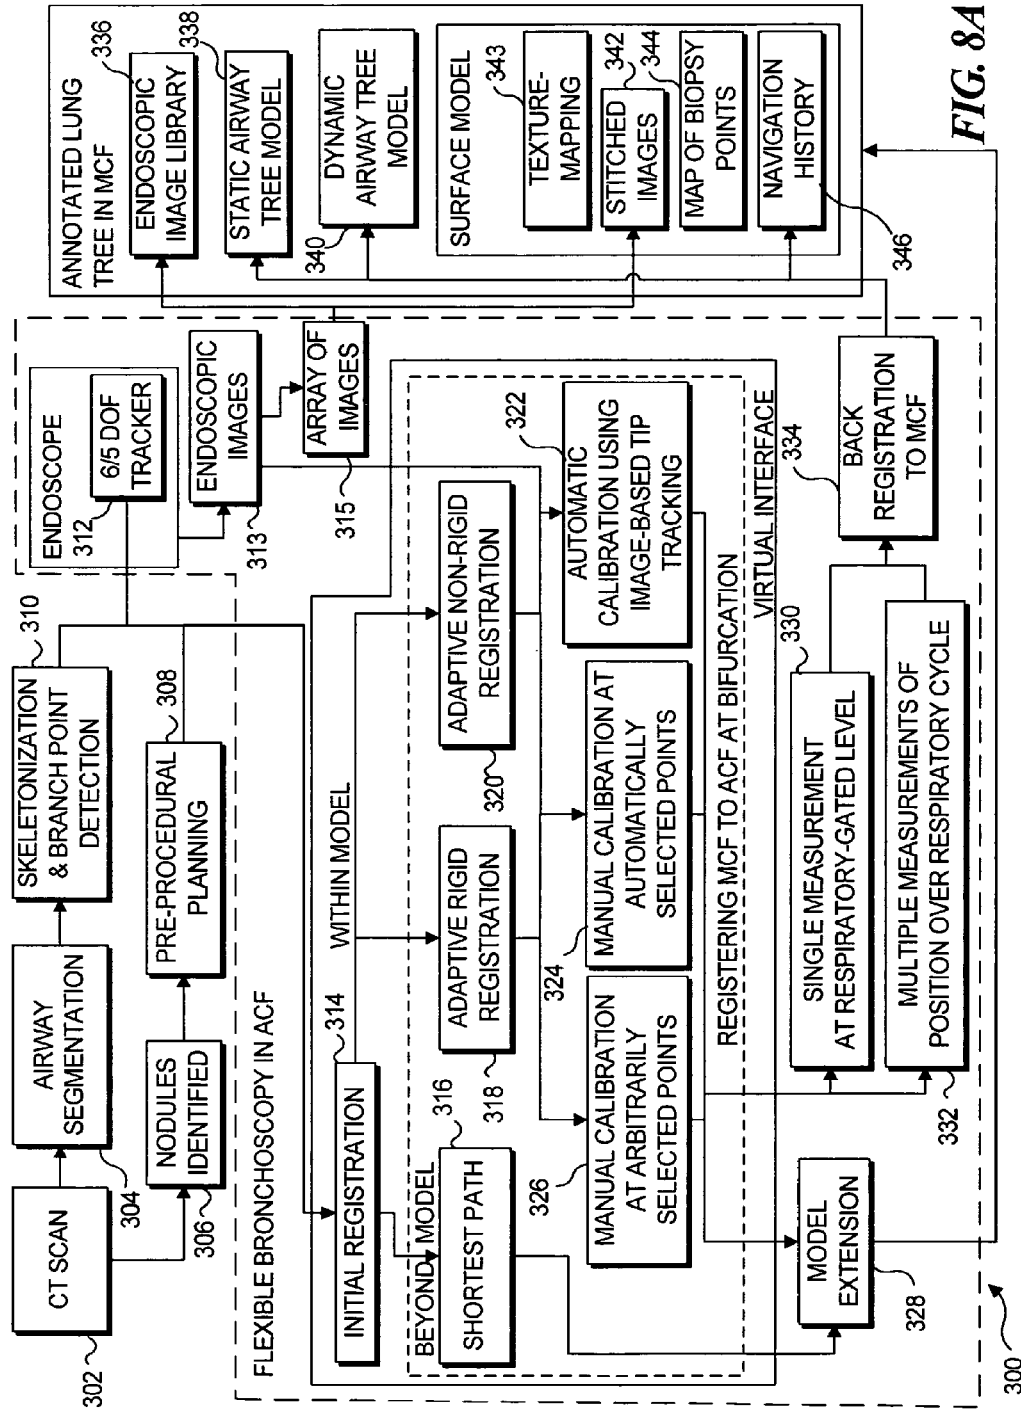 CT SCAN
302
AIRWAY
SEGMENTATION
304
SKELETONIZATION
& BRANCH POINT
DETECTION
310
NODULES
IDENTIFIED
306
PRE-PROCEDURAL
PLANNING
308
ENDOSCOPE
6/5 DOF
TRACKER
312
ENDOSCOPIC
IMAGES
313
ARRAY OF
IMAGES
315
ANNOTATED LUNG
TREE IN MCF
ENDOSCOPIC
IMAGE LIBRARY
336
STATIC AIRWAY
TREE MODEL
338
DYNAMIC
AIRWAY TREE
MODEL
340
SURFACE MODEL
TEXTURE-
MAPPING
343
STITCHED
IMAGES
342
MAP OF BIOPSY
POINTS
344
NAVIGATION
HISTORY
346
FLEXIBLE BRONCHOSCOPY IN ACF
INITIAL REGISTRATION
314
WITHIN MODEL
BEYOND MODEL
SHORTEST PATH
316
ADAPTIVE RIGID
REGISTRATION
318
ADAPTIVE NON-RIGID
REGISTRATION
320
MANUAL CALIBRATION
AT ARBITRARILY
SELECTED POINTS
326
MANUAL CALIBRATION AT
AUTOMATICALLY
SELECTED POINTS
324
AUTOMATIC
CALIBRATION USING
IMAGE-BASED TIP
TRACKING
322
REGISTERING MCF TO ACF AT BIFURCATION
VIRTUAL INTERFACE
MODEL
EXTENSION
328
SINGLE MEASUREMENT
AT RESPIRATORY-GATED LEVEL
330
MULTIPLE MEASUREMENTS OF
POSITION OVER RESPIRATORY CYCLE
332
BACK
REGISTRATION
TO MCF
334
300
FIG. 8A